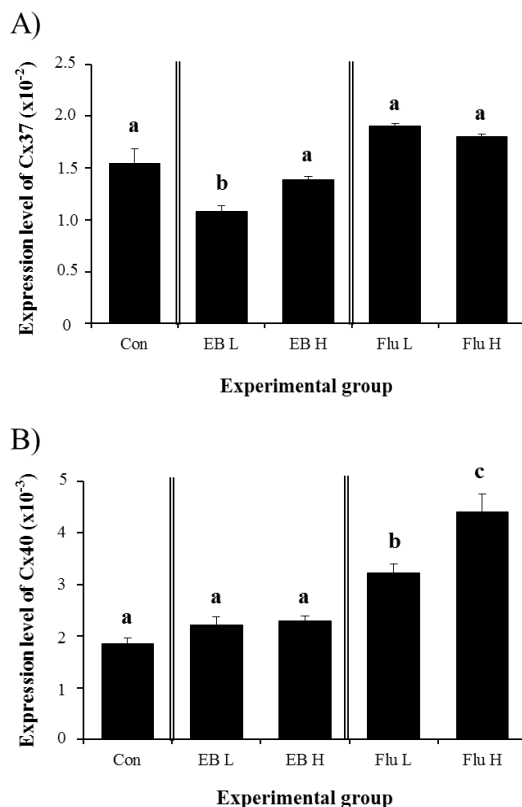 A)
Expression level of Cx37 (x10⁻²)
2.5
2.0
1.5
1.0
0.5
0
a
b
a
a
a
Con EB L EB H Flu L Flu H
Experimental group
B)
Expression level of Cx40 (x10⁻³)
5
4
3
2
1
0
a
a
a
b
c
Con EB L EB H Flu L Flu H
Experimental group